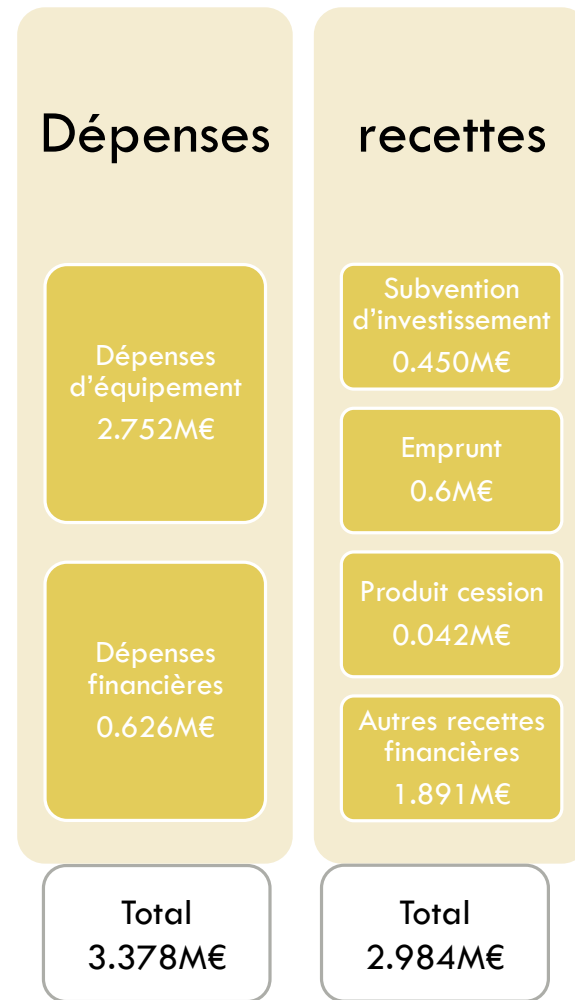 Dépenses
Dépenses
d'équipement
2.752M€
Dépenses
financières
0.626M€
Total
3.378M€
recettes
Subvention
d'investissement
0.450M€
Emprunt
0.6M€
Produit cession
0.042M€
Autres recettes
financières
1.891M€
Total
2.984M€